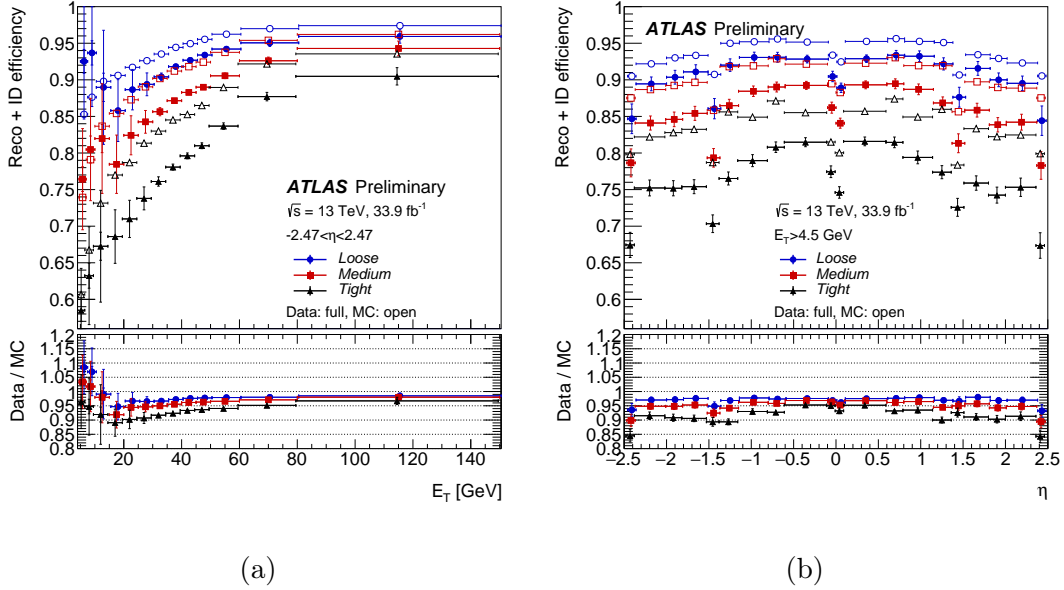 Reco + ID efficiency
1
0.95
0.9
0.85
0.8
0.75
0.7
0.65
0.6
ATLAS Preliminary
√s = 13 TeV, 33.9 fb-1
-2.47<η<2.47
Loose
Medium
Tight
Data: full, MC: open
Data / MC
1.2
1.15
1.1
1.05
1
0.95
0.9
0.85
0.8
20 40 60 80 100 120 140
ET [GeV]
(a)
Reco + ID efficiency
1
0.95
0.9
0.85
0.8
0.75
0.7
0.65
0.6
ATLAS Preliminary
√s = 13 TeV, 33.9 fb-1
ET>4.5 GeV
Loose
Medium
Tight
Data: full, MC: open
Data / MC
1.2
1.15
1.1
1.05
1
0.95
0.9
0.85
0.8
−2.5 −2 −1.5 −1 −0.5 0 0.5 1 1.5 2 2.5
η
(b)